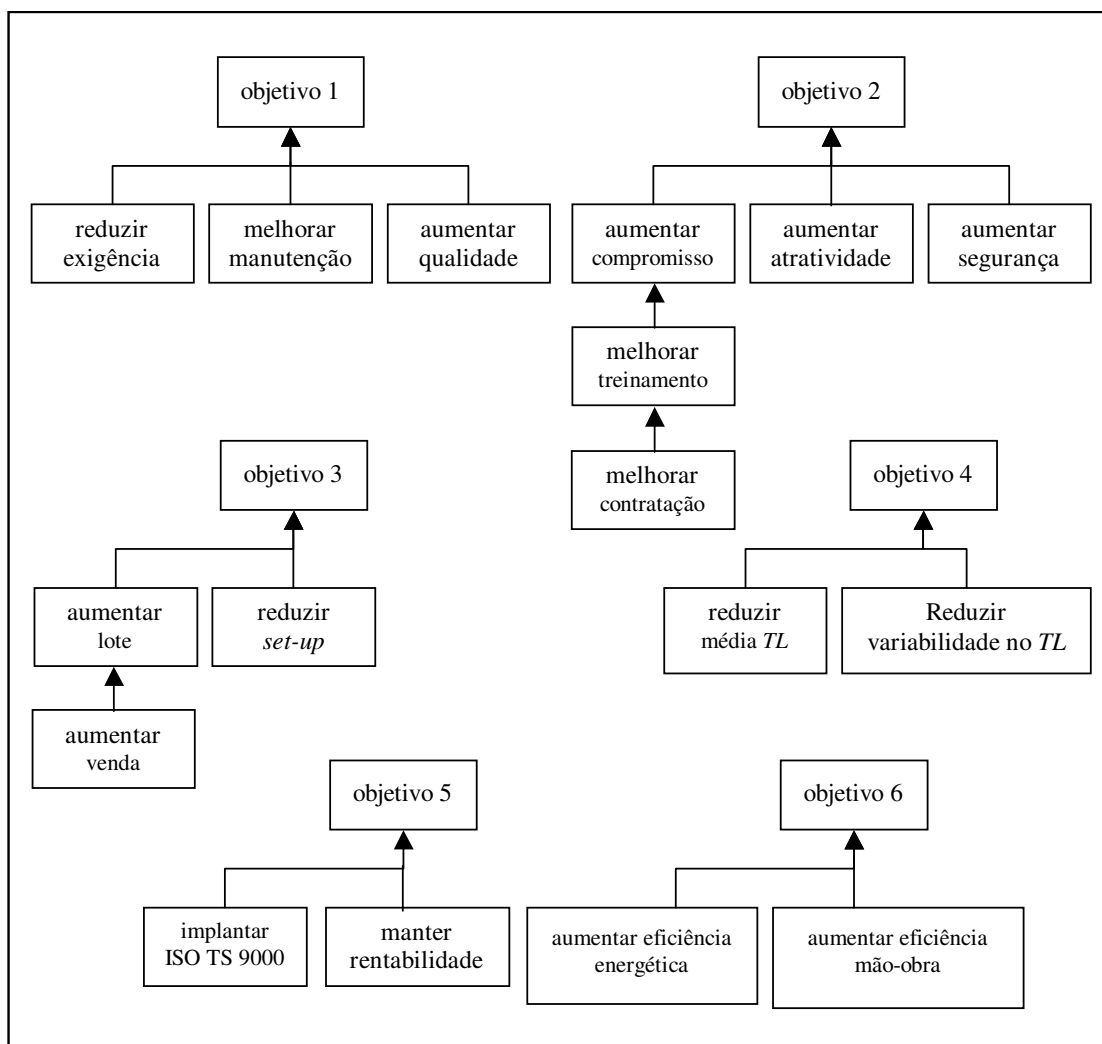 objetivo 1
objetivo 2
reduzir
exigência
melhorar
manutenção
aumentar
qualidade
aumentar
compromisso
aumentar
atratividade
aumentar
segurança
melhorar
treinamento
melhorar
contratação
objetivo 3
objetivo 4
aumentar
lote
reduzir
set-up
reduzir
média TL
Reduzir
variabilidade no TL
aumentar
venda
objetivo 5
objetivo 6
implantar
ISO TS 9000
manter
rentabilidade
aumentar eficiência
energética
aumentar eficiência
mão-obra